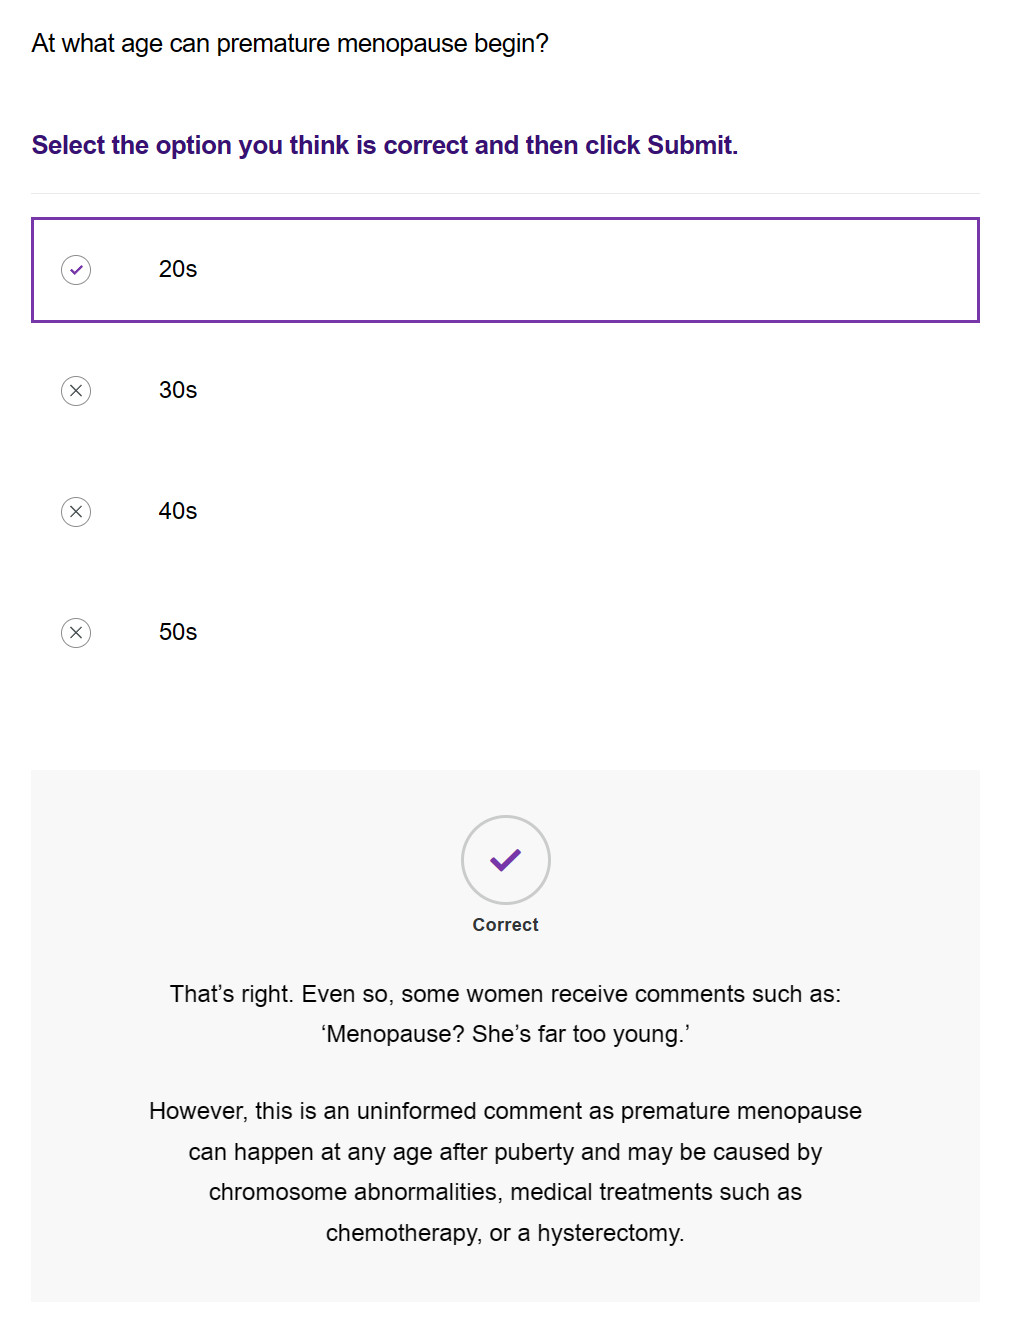 At what age can premature menopause begin?
Select the option you think is correct and then click Submit.
20s
30s
40s
50s
Correct
That’s right. Even so, some women receive comments such as:
‘Menopause? She’s far too young.’
However, this is an uninformed comment as premature menopause
can happen at any age after puberty and may be caused by
chromosome abnormalities, medical treatments such as
chemotherapy, or a hysterectomy.